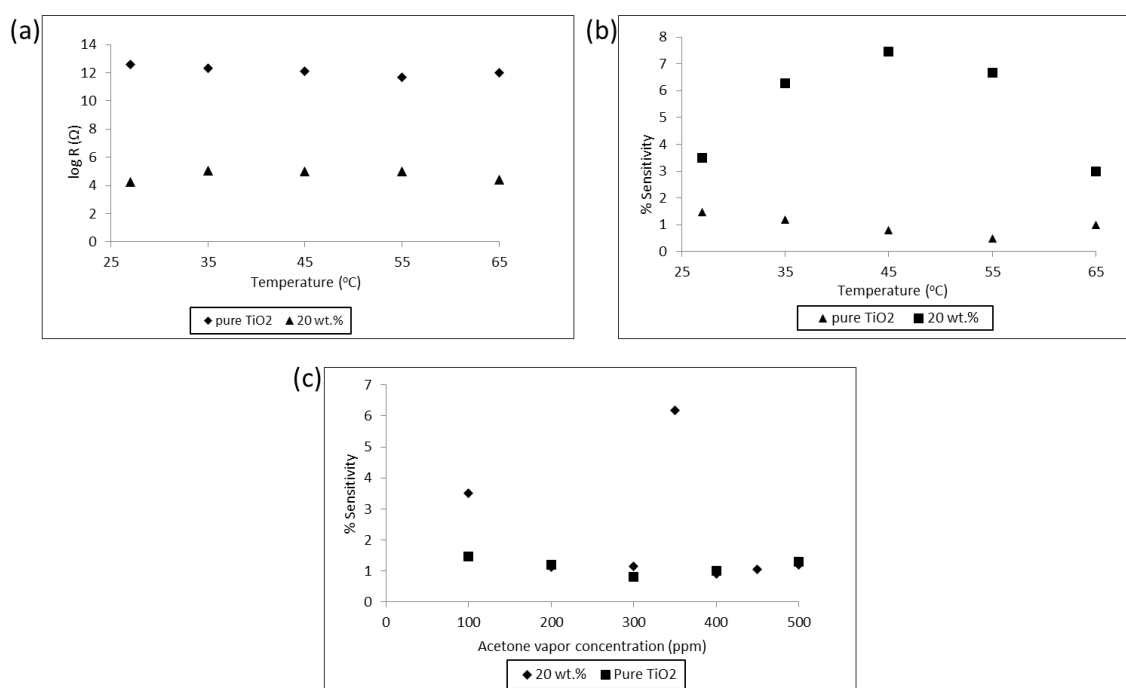 (a)
14
12
10
8
6
4
2
0
log R (Ω)
25 35 45 55 65
Temperature (ºC)
pure TiO2 20 wt.%
(b)
8
7
6
5
4
3
2
1
0
% Sensitivity
25 35 45 55 65
Temperature (ºC)
pure TiO2 20 wt.%
(c)
7
6
5
4
3
2
1
0
% Sensitivity
0 100 200 300 400 500
Acetone vapor concentration (ppm)
20 wt.% Pure TiO2